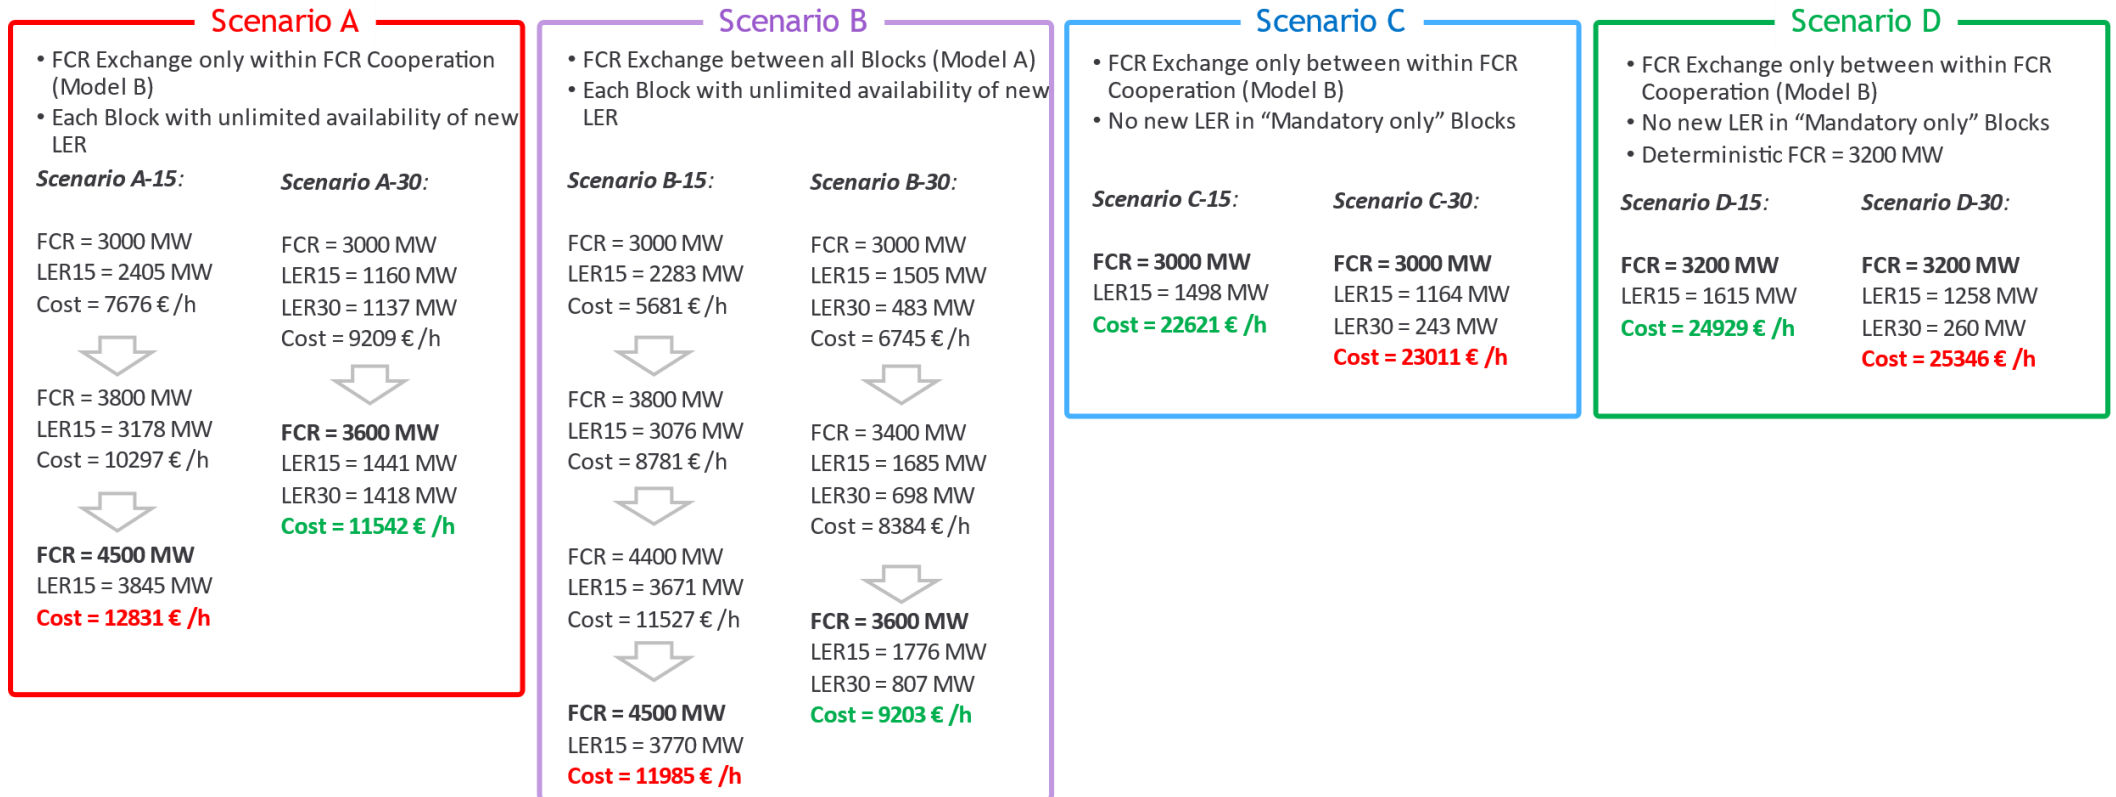 Scenario A
• FCR Exchange only within FCR Cooperation
(Model B)
• Each Block with unlimited availability of new
LER
Scenario A-15:
FCR = 3000 MW
LER15 = 2405 MW
Cost = 7676 € /h
FCR = 3800 MW
LER15 = 3178 MW
Cost = 10297 € /h
FCR = 4500 MW
LER15 = 3845 MW
Cost = 12831 € /h
Scenario A-30:
FCR = 3000 MW
LER15 = 1160 MW
LER30 = 1137 MW
Cost = 9209 € /h
FCR = 3600 MW
LER15 = 1441 MW
LER30 = 1418 MW
Cost = 11542 € /h
Scenario B
• FCR Exchange between all Blocks (Model A)
• Each Block with unlimited availability of new
LER
Scenario B-15:
FCR = 3000 MW
LER15 = 2283 MW
Cost = 5681 € /h
FCR = 3800 MW
LER15 = 3076 MW
Cost = 8781 € /h
FCR = 4400 MW
LER15 = 3671 MW
Cost = 11527 € /h
FCR = 4500 MW
LER15 = 3770 MW
Cost = 11985 € /h
Scenario B-30:
FCR = 3000 MW
LER15 = 1505 MW
LER30 = 483 MW
Cost = 6745 € /h
FCR = 3400 MW
LER15 = 1685 MW
LER30 = 698 MW
Cost = 8384 € /h
FCR = 3600 MW
LER15 = 1776 MW
LER30 = 807 MW
Cost = 9203 € /h
Scenario C
• FCR Exchange only between within FCR
Cooperation (Model B)
• No new LER in “Mandatory only” Blocks
Scenario C-15:
FCR = 3000 MW
LER15 = 1498 MW
Cost = 22621 € /h
Scenario C-30:
FCR = 3000 MW
LER15 = 1164 MW
LER30 = 243 MW
Cost = 23011 € /h
Scenario D
• FCR Exchange only between within FCR
Cooperation (Model B)
• No new LER in “Mandatory only” Blocks
• Deterministic FCR = 3200 MW
Scenario D-15:
FCR = 3200 MW
LER15 = 1615 MW
Cost = 24929 € /h
Scenario D-30:
FCR = 3200 MW
LER15 = 1258 MW
LER30 = 260 MW
Cost = 25346 € /h